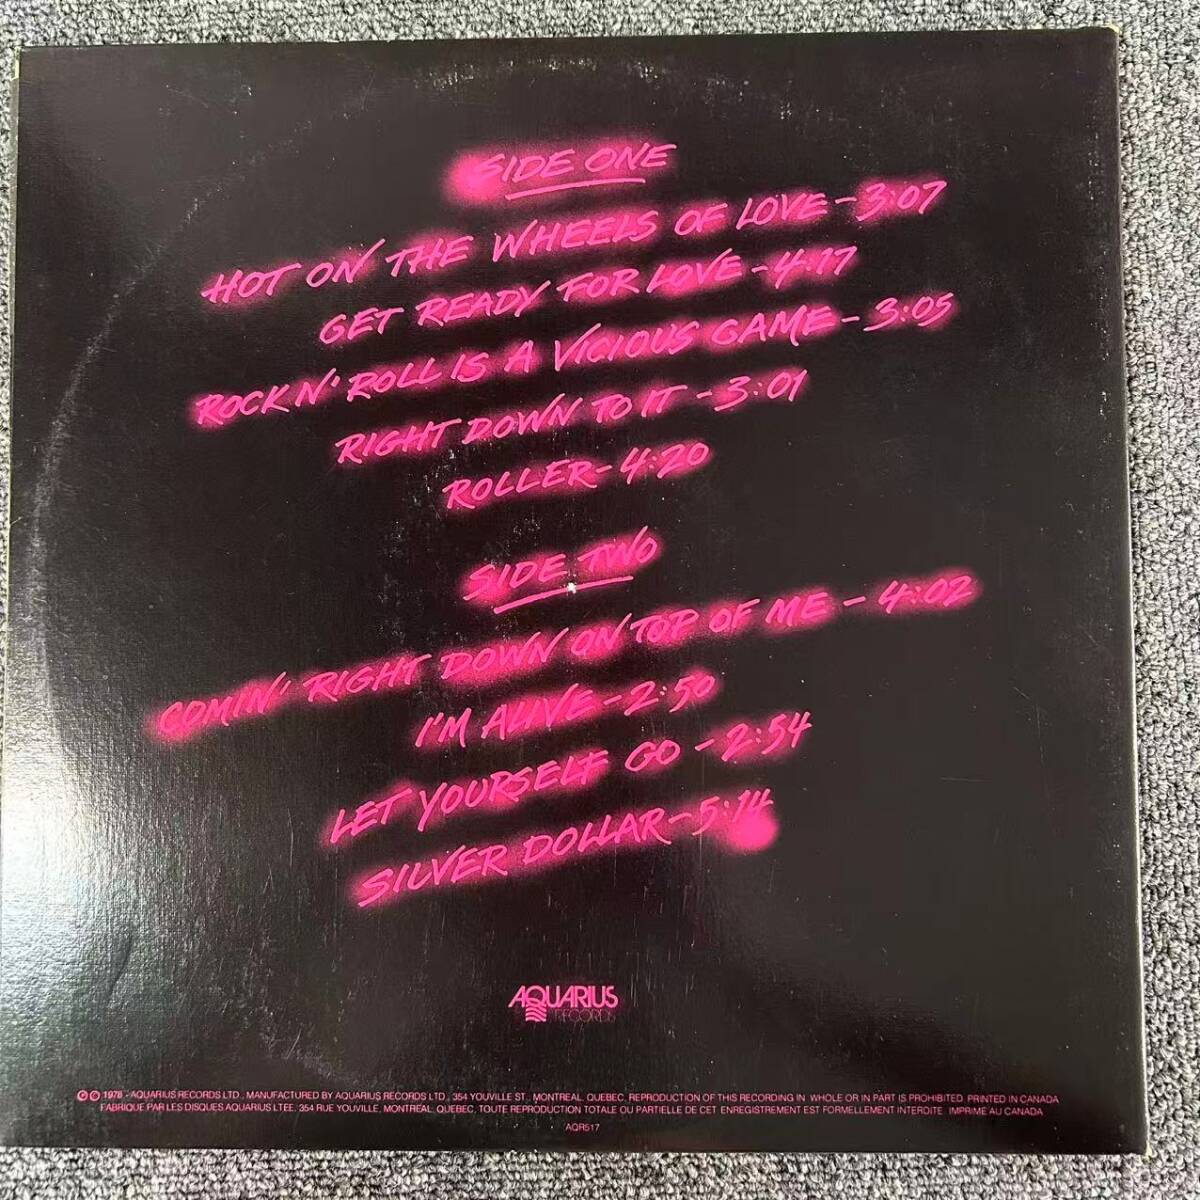 SIDE ONE
HOT ON THE WHEELS OF LOVE - 3:07
GET READY FOR LOVE - 4:17
ROCK N' ROLL IS A VICIOUS GAME - 3:05
RIGHT DOWN TO IT - 3:01
ROLLER - 4:20
SIDE TWO
COMIN' RIGHT DOWN ON TOP OF ME - 4:02
I'M ALIVE - 2:50
LET YOURSELF GO - 2:54
SILVER DOLLAR - 5:14
AQUARIUS
RECORDS
℗ © 1978 - AQUARIUS RECORDS LTD., MANUFACTURED BY AQUARIUS RECORDS LTD., 354 YOUVILLE ST., MONTREAL, QUEBEC. REPRODUCTION OF THIS RECORDING IN WHOLE OR IN PART IS PROHIBITED. PRINTED IN CANADA
FABRIQUE PAR LES DISQUES AQUARIUS LTEE, 354 RUE YOUVILLE, MONTREAL, QUEBEC, TOUTE REPRODUCTION TOTALE OU PARTIELLE DE CET ENREGISTREMENT EST FORMELLEMENT INTERDITE IMPRIME AU CANADA
AQR517